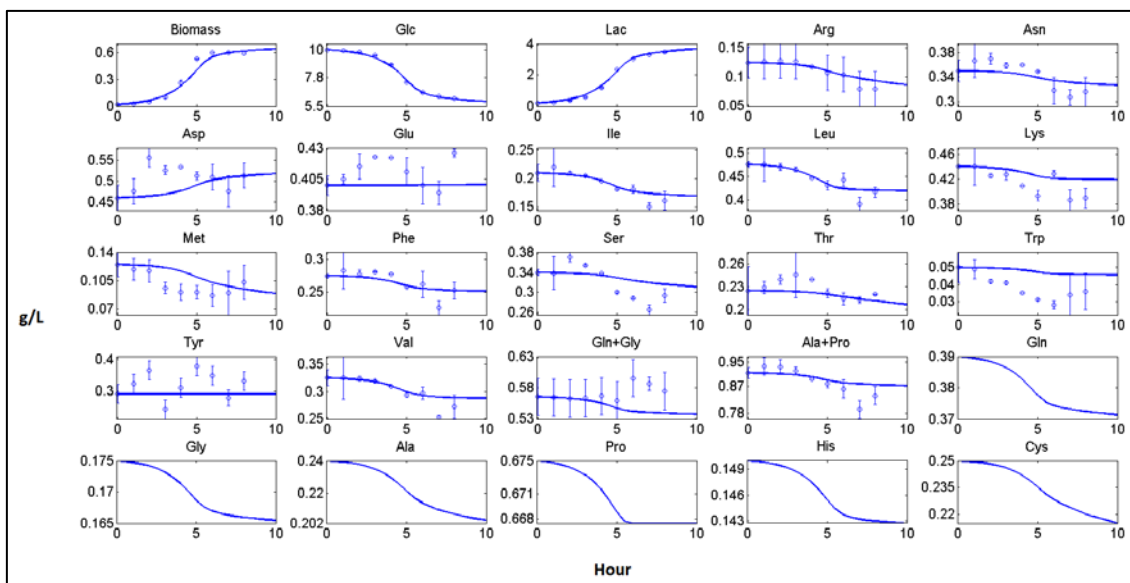 Biomass Glc Lac Arg Asn
0.6 0.3 0 0 5 10
10 7.8 5.5 0 5 10
4 2 0 0 5 10
0.15 0.1 0.05 0 5 10
0.38 0.34 0.3 0 5 10
Asp Glu Ile Leu Lys
0.55 0.5 0.45 0 5 10
0.43 0.405 0.38 0 5 10
0.25 0.2 0.15 0 5 10
0.5 0.45 0.4 0 5 10
0.46 0.42 0.38 0 5 10
Met Phe Ser Thr Trp
0.14 0.105 0.07 0 5 10
0.3 0.25 0 5 10
0.38 0.34 0.3 0.26 0 5 10
0.26 0.23 0.2 0 5 10
0.05 0.03 0 5 10
g/L
Tyr Val Gln+Gly Ala+Pro Gln
0.4 0.3 0 5 10
0.35 0.3 0.25 0 5 10
0.63 0.58 0.53 0 5 10
0.95 0.87 0.78 0 5 10
0.39 0.38 0.37 0 5 10
Gly Ala Pro His Cys
0.175 0.17 0.165 0 5 10
0.24 0.22 0.202 0 5 10
0.675 0.671 0.668 0 5 10
0.149 0.146 0.143 0 5 10
0.25 0.235 0.22 0 5 10
Hour